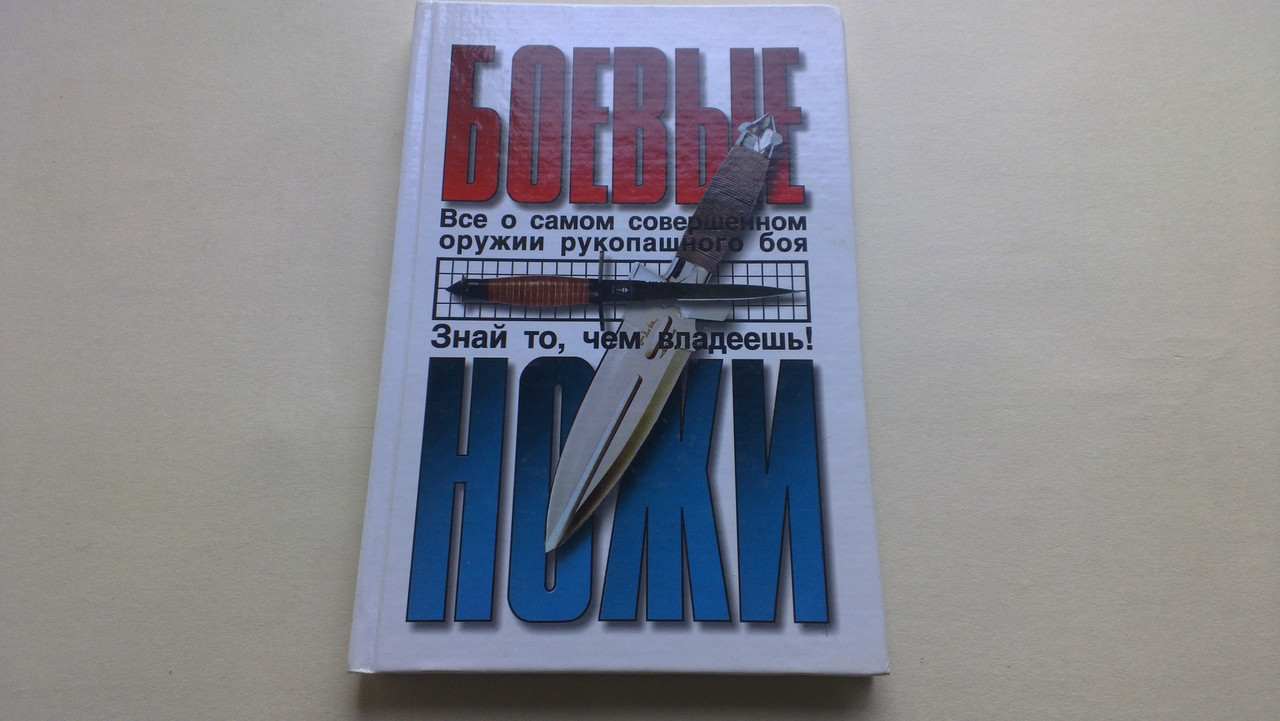 БОЕВЫЕ
Все о самом совершенном
оружии рукопашного боя
Знай то, чем владеешь!
НОЖИ